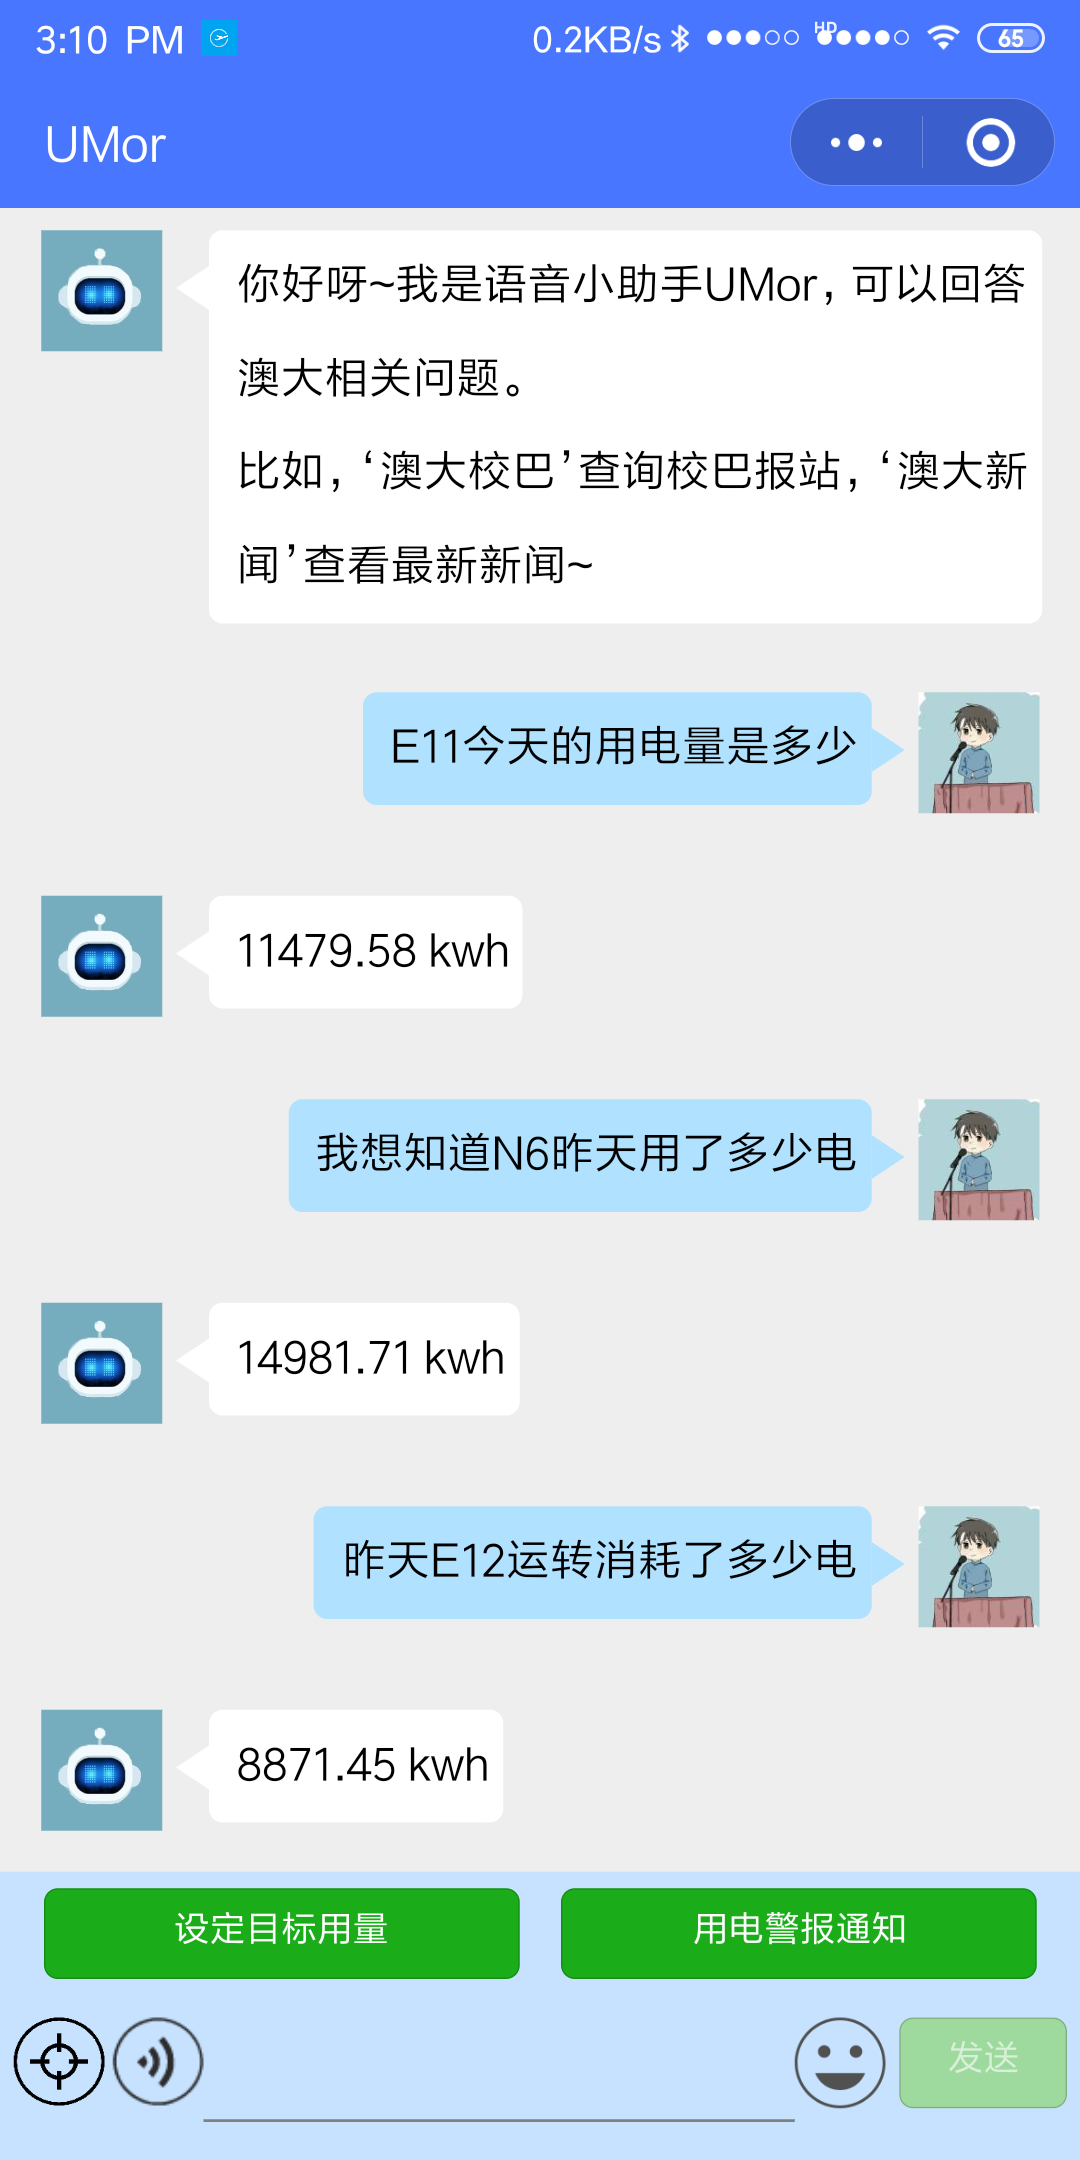 3:10 PM
0.2KB/s
HD
65
UMor
你好呀~我是语音小助手UMor，可以回答
澳大相关问题。
比如，‘澳大校巴’查询校巴报站，‘澳大新
闻’查看最新新闻~
E11今天的用电量是多少
11479.58 kwh
我想知道N6昨天用了多少电
14981.71 kwh
昨天E12运转消耗了多少电
8871.45 kwh
设定目标用量
用电警报通知
发送